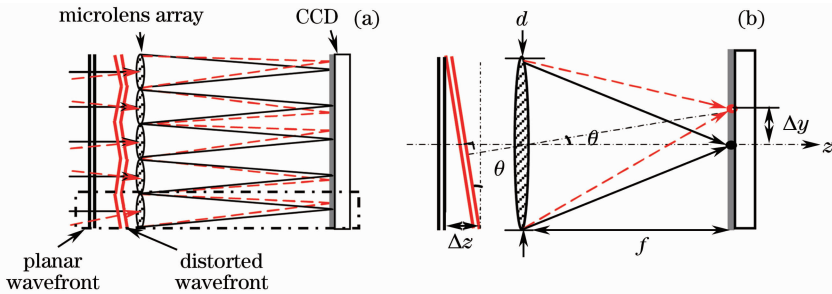 microlens array
CCD
(a)
planar
wavefront
distorted
wavefront
d
(b)
θ
θ
Δy
z
Δz
f